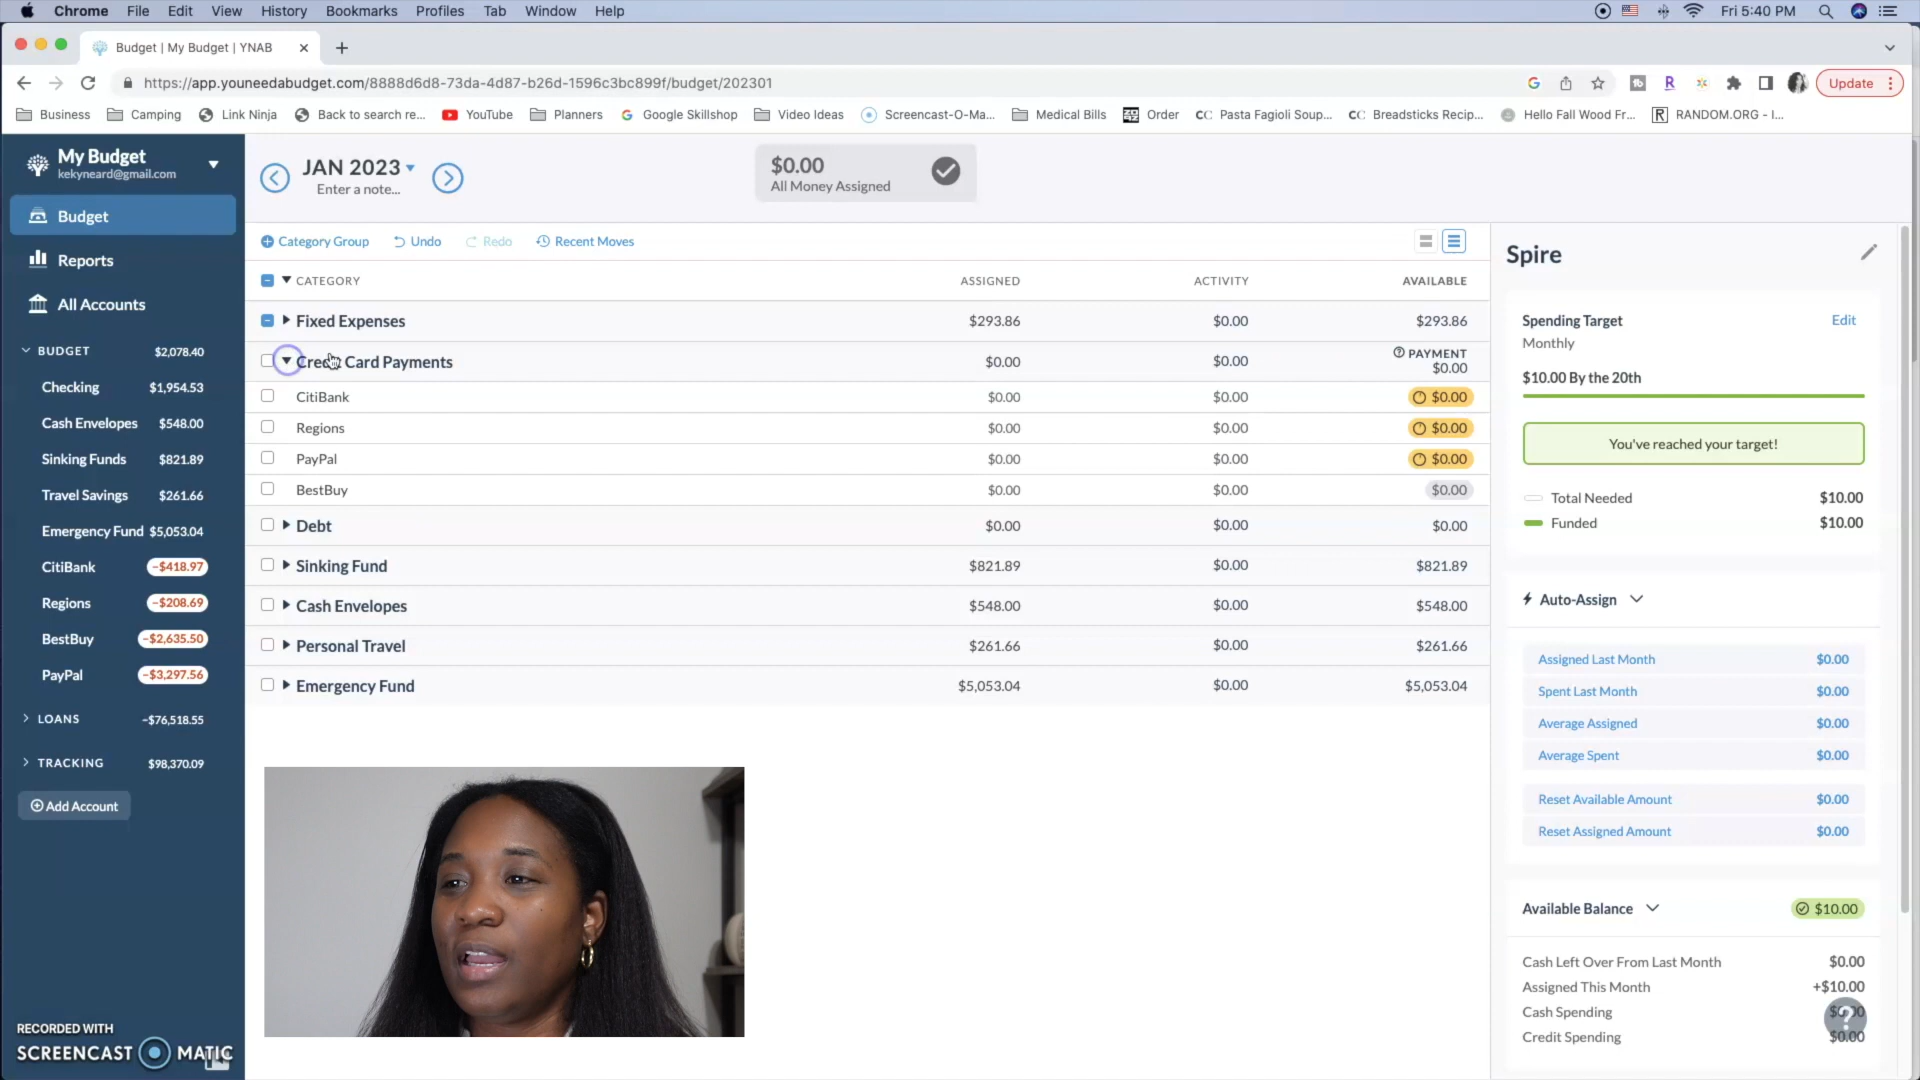 Chrome File Edit View History Bookmarks Profiles Tab Window Help Fri 5:40 PM
Budget | My Budget | YNAB
https://app.youneedabudget.com/8888d6d8-73da-4d87-b26d-1596c3bc899f/budget/202301 Update
Business Camping Link Ninja Back to search re... YouTube Planners Google Skillshop Video Ideas Screencast-O-Ma... Medical Bills Order CC Pasta Fagioli Soup... CC Breadsticks Recip... Hello Fall Wood Fr... RANDOM.ORG - I...
My Budget
kekyneard@gmail.com
Budget
Reports
All Accounts
BUDGET $2,078.40
Checking $1,954.53
Cash Envelopes $548.00
Sinking Funds $821.89
Travel Savings $261.66
Emergency Fund $5,053.04
CitiBank -$418.97
Regions -$208.69
BestBuy -$2,635.50
PayPal -$3,297.56
LOANS -$76,518.55
TRACKING $98,370.09
Add Account
RECORDED WITH
SCREENCAST MATIC
JAN 2023
Enter a note...
$0.00
All Money Assigned
Category Group Undo Redo Recent Moves
CATEGORY ASSIGNED ACTIVITY AVAILABLE
Fixed Expenses $293.86 $0.00 $293.86
Credit Card Payments $0.00 $0.00 PAYMENT
$0.00
CitiBank $0.00 $0.00 $0.00
Regions $0.00 $0.00 $0.00
PayPal $0.00 $0.00 $0.00
BestBuy $0.00 $0.00 $0.00
Debt $0.00 $0.00 $0.00
Sinking Fund $821.89 $0.00 $821.89
Cash Envelopes $548.00 $0.00 $548.00
Personal Travel $261.66 $0.00 $261.66
Emergency Fund $5,053.04 $0.00 $5,053.04
Spire
Spending Target Edit
Monthly
$10.00 By the 20th
You've reached your target!
Total Needed $10.00
Funded $10.00
Auto-Assign
Assigned Last Month $0.00
Spent Last Month $0.00
Average Assigned $0.00
Average Spent $0.00
Reset Available Amount $0.00
Reset Assigned Amount $0.00
Available Balance $10.00
Cash Left Over From Last Month $0.00
Assigned This Month +$10.00
Cash Spending
Credit Spending $0.00
?